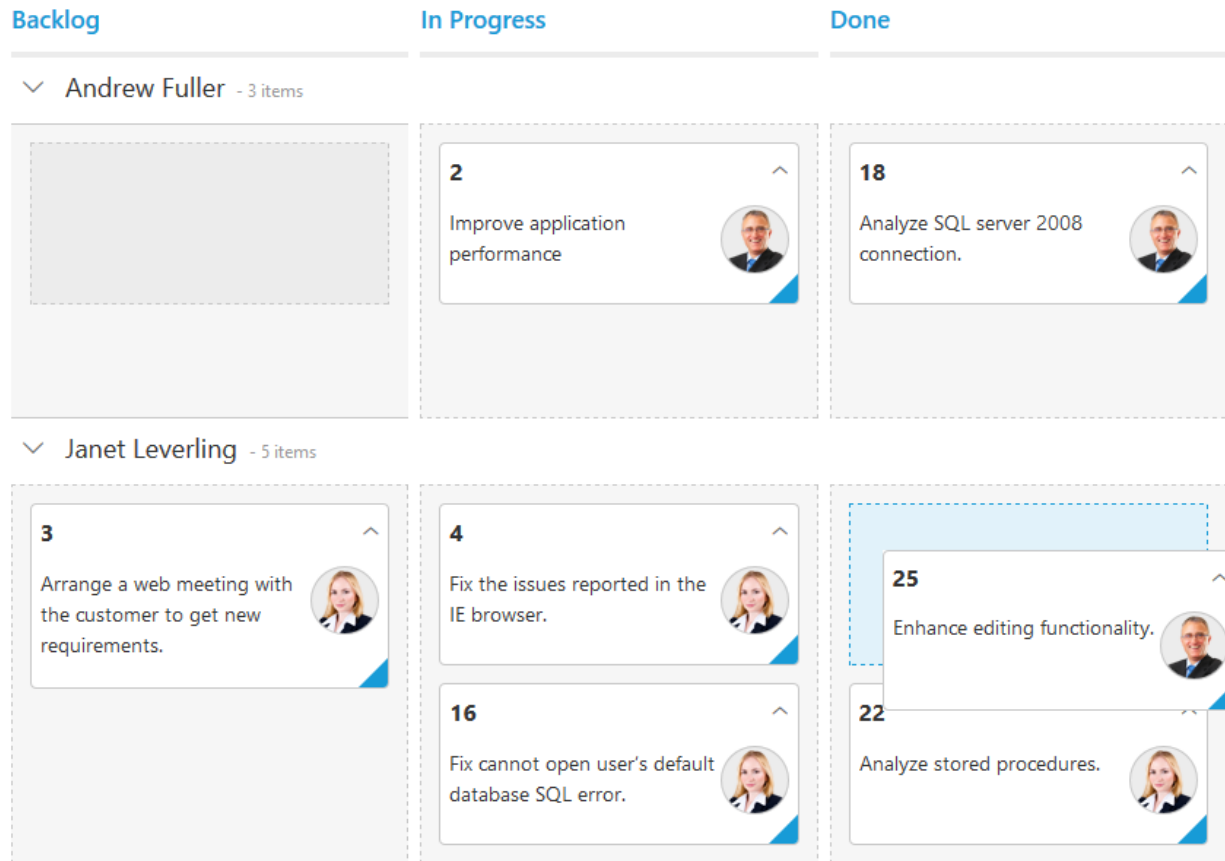 Backlog
In Progress
Done
Andrew Fuller - 3 items
2
Improve application
performance
18
Analyze SQL server 2008
connection.
Janet Leverling - 5 items
3
Arrange a web meeting with
the customer to get new
requirements.
4
Fix the issues reported in the
IE browser.
16
Fix cannot open user's default
database SQL error.
25
Enhance editing functionality.
22
Analyze stored procedures.